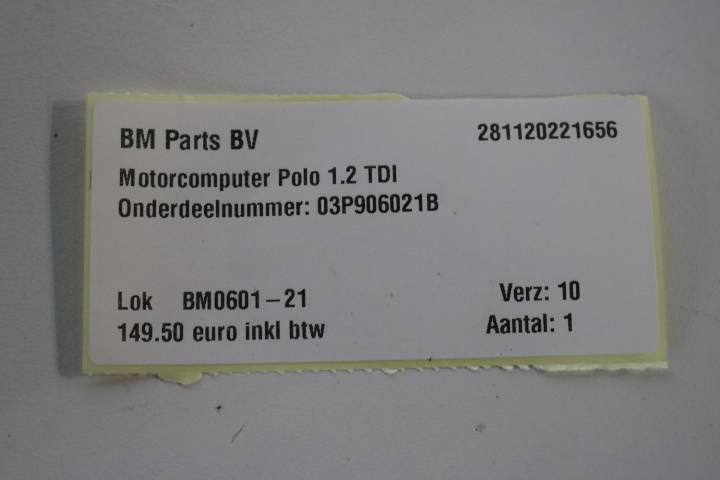 BM Parts BV 281120221656
Motorcomputer Polo 1.2 TDI
Onderdeelnummer: 03P906021B
Lok BM0601-21 Verz: 10
149.50 euro inkl btw Aantal: 1